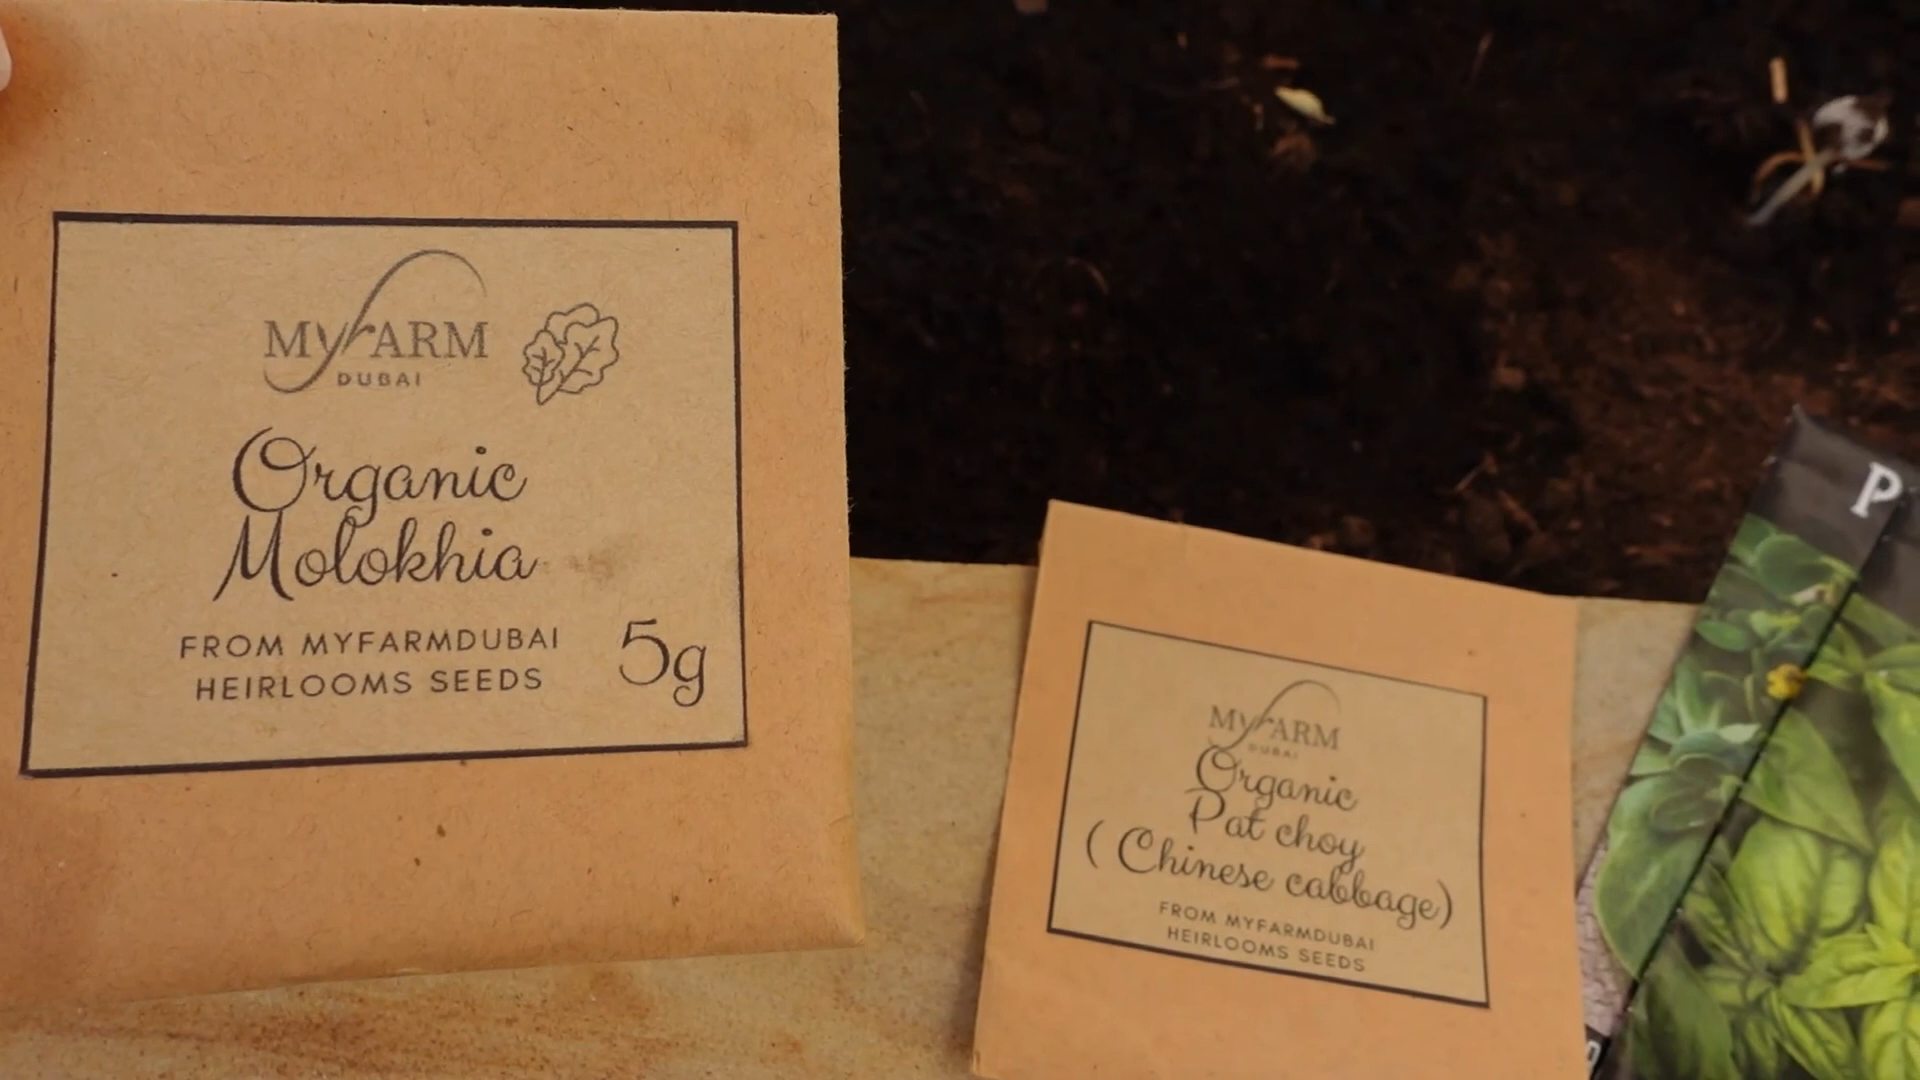 MyFARM
DUBAI
Organic
Molokhia
FROM MYFARMDUBAI
HEIRLOOMS SEEDS
5g
MyFARM
DUBAI
Organic
Pat choy
( Chinese cabbage)
FROM MYFARMDUBAI
HEIRLOOMS SEEDS
P